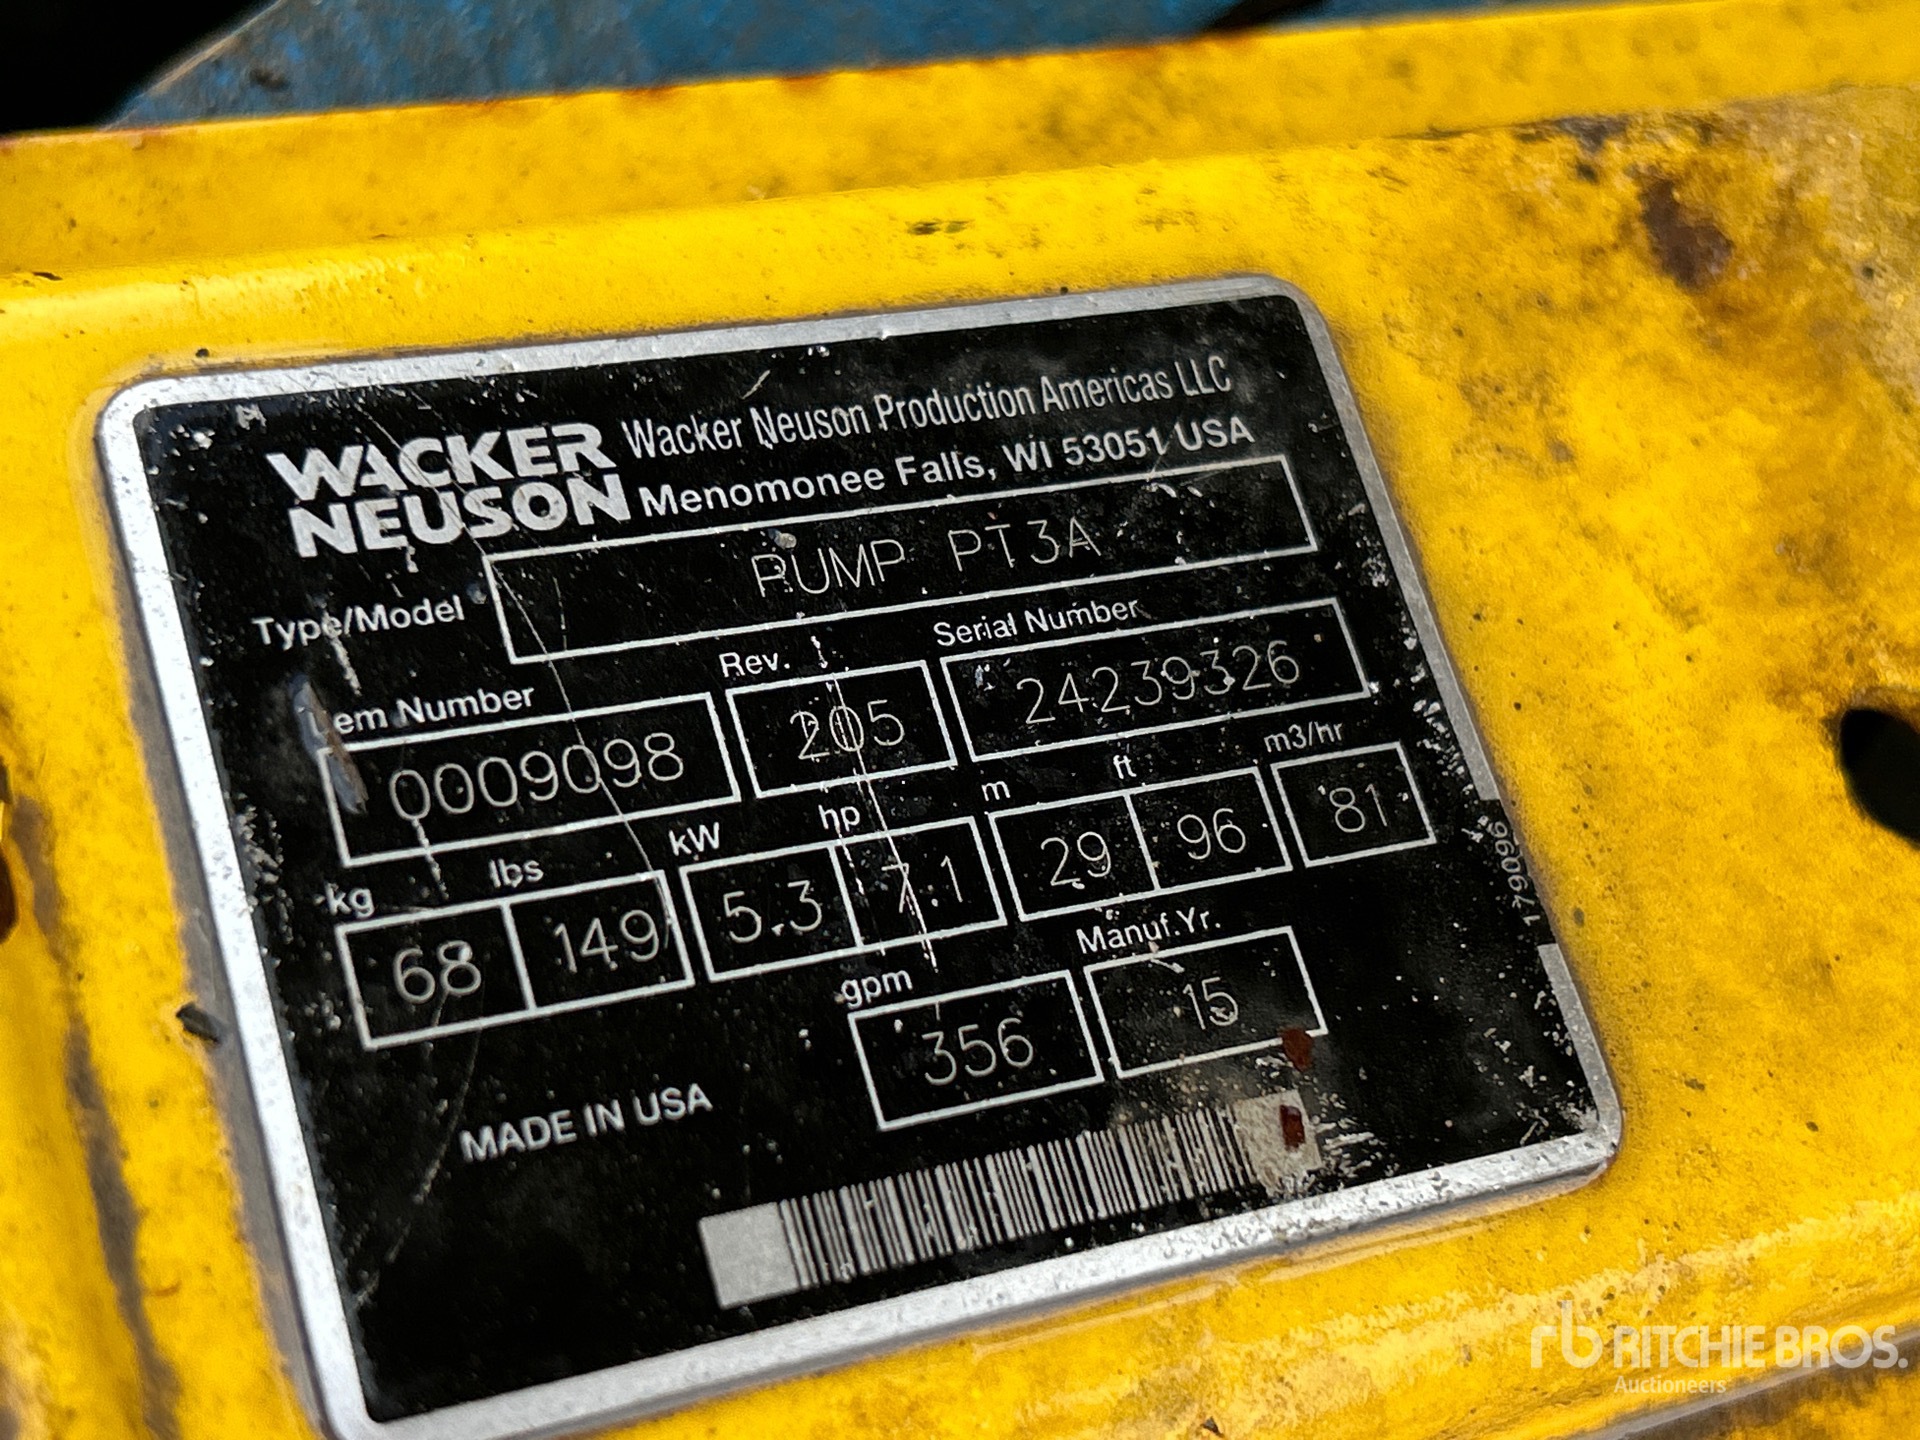 WACKER
NEUSON
Wacker Neuson Production Americas LLC
Menomonee Falls, WI 53051 USA
Type/Model
PUMP PT3A
Item Number
Rev.
Serial Number
0009098
205
24239326
kg
lbs
kW
hp
m
ft
m3/hr
68
149
5.3
7.1
29
96
81
gpm
Manuf.Yr.
356
15
MADE IN USA
179096
rb RITCHIE BROS.
Auctioneers